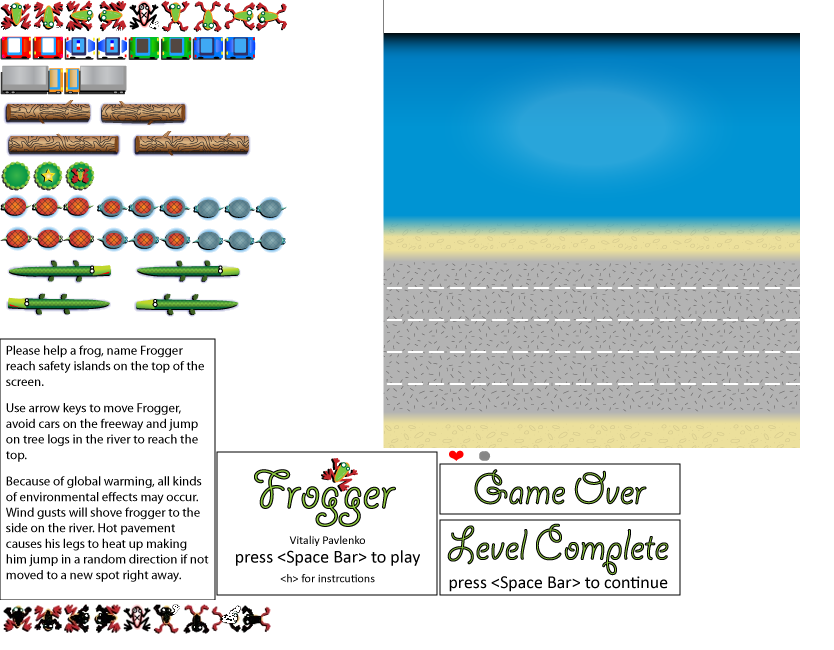 Please help a frog, name Frogger
reach safety islands on the top of the
screen.
Use arrow keys to move Frogger,
avoid cars on the freeway and jump
on tree logs in the river to reach the
top.
Because of global warming, all kinds
of environmental effects may occur.
Wind gusts will shove frogger to the
side on the river. Hot pavement
causes his legs to heat up making
him jump in a random direction if not
moved to a new spot right away.
Frogger
Vitaliy Pavlenko
press <Space Bar> to play
<h> for instrcutions
Game Over
Level Complete
press <Space Bar> to continue